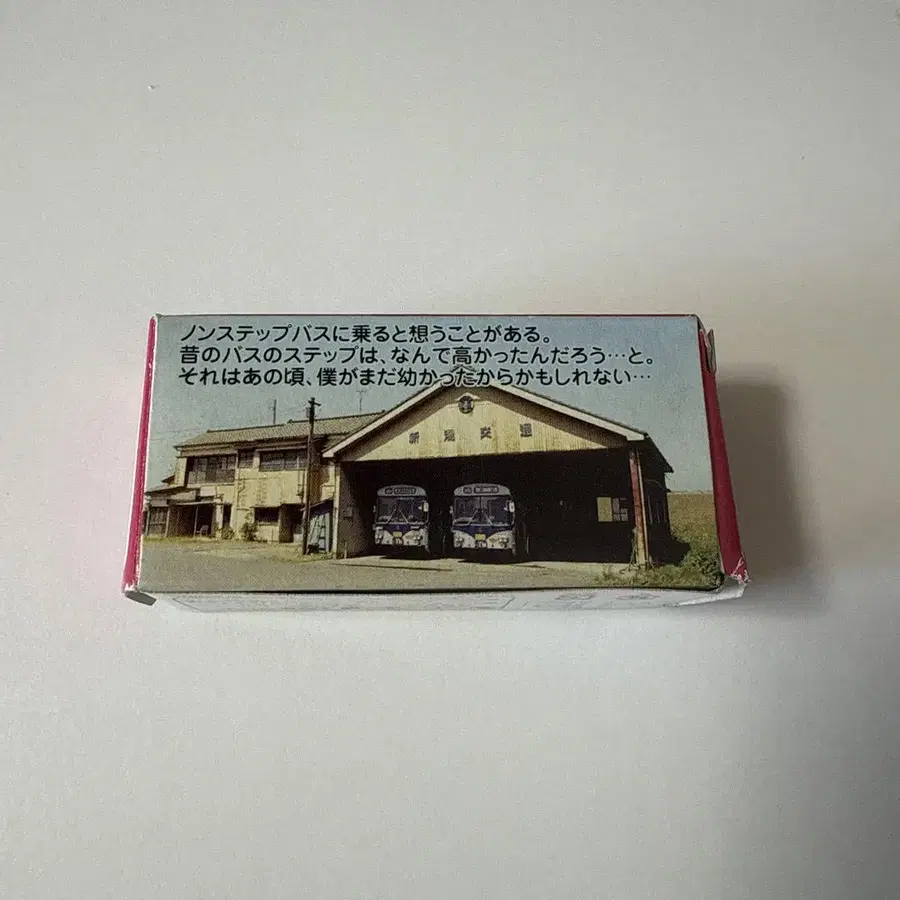 ノンステップバスに乗ると想うことがある。
昔のバスのステップは、なんで高かったんだろう…と。
それはあの頃、僕がまだ幼かったからかもしれない…
新潟交通